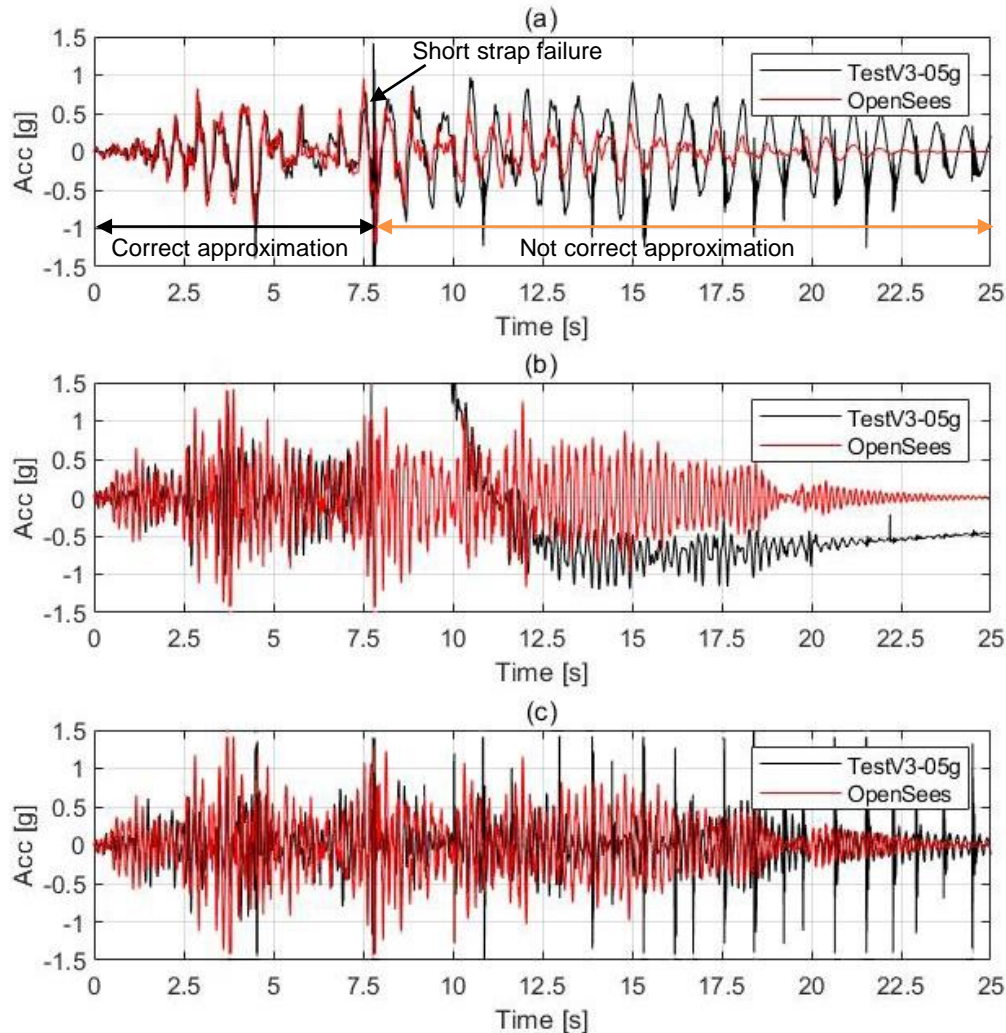 (a)
1.5
1
0.5
0
-0.5
-1
-1.5
Acc [g]
Short strap failure
TestV3-05g
OpenSees
Correct approximation
Not correct approximation
0 2.5 5 7.5 10 12.5 15 17.5 20 22.5 25
Time [s]
(b)
1.5
1
0.5
0
-0.5
-1
-1.5
Acc [g]
TestV3-05g
OpenSees
0 2.5 5 7.5 10 12.5 15 17.5 20 22.5 25
Time [s]
(c)
1.5
1
0.5
0
-0.5
-1
-1.5
Acc [g]
TestV3-05g
OpenSees
0 2.5 5 7.5 10 12.5 15 17.5 20 22.5 25
Time [s]